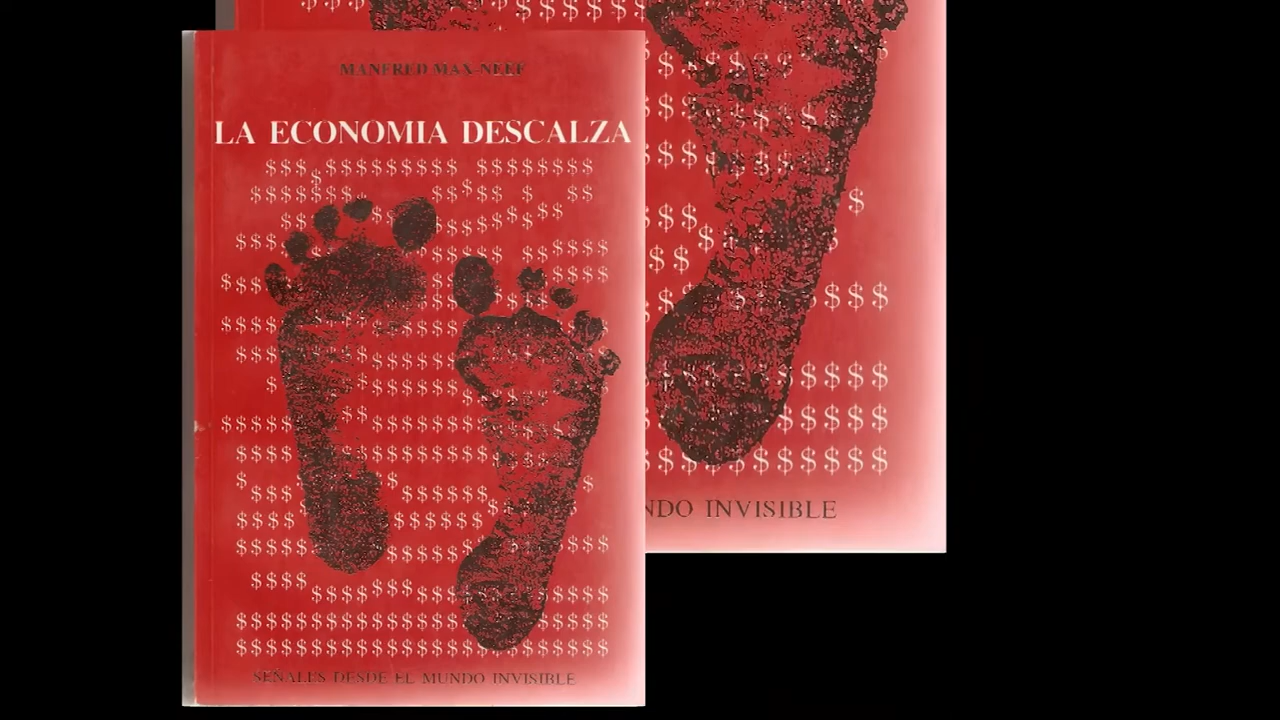 MANFRED MAX-NEEF
LA ECONOMIA DESCALZA
SEÑALES DESDE EL MUNDO INVISIBLE
NDO INVISIBLE